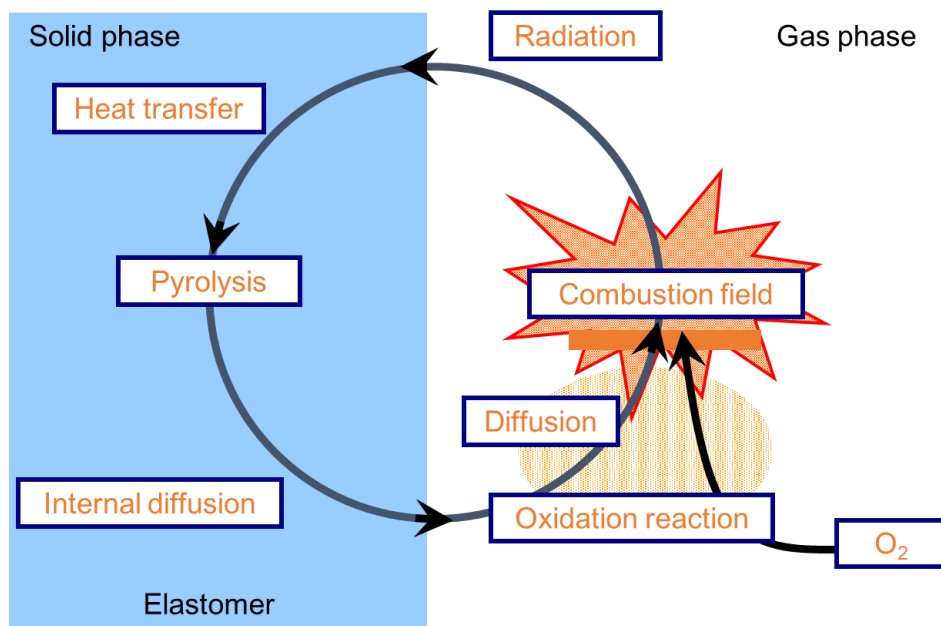 Solid phase
Radiation
Gas phase
Heat transfer
Pyrolysis
Combustion field
Diffusion
Internal diffusion
Oxidation reaction
O₂
Elastomer